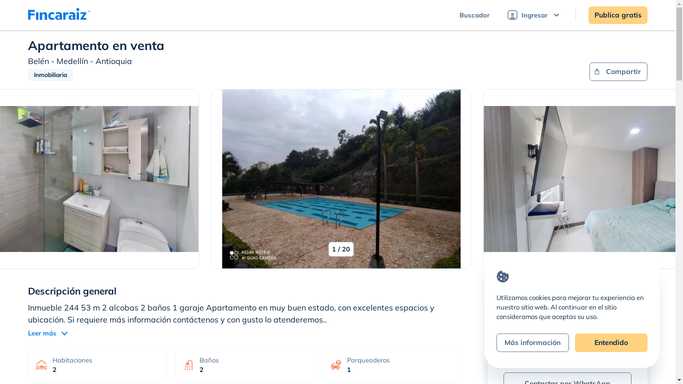 Fincaraiz
Buscador
Ingresar
Publica gratis
Apartamento en venta
Belén - Medellín - Antioquia
Inmobiliaria
Compartir
1 / 20
Descripción general
Inmueble 244 53 m 2 alcobas 2 baños 1 garaje Apartamento en muy buen estado, con excelentes espacios y
ubicación. Si requiere más información contáctenos y con gusto lo atenderemos..
Leer más
Habitaciones
2
Baños
2
Parqueaderos
1
Utilizamos cookies para mejorar tu experiencia en
nuestro sitio web. Al continuar en el sitio
consideramos que aceptas su uso.
Más información
Entendido
Contactar por WhatsApp